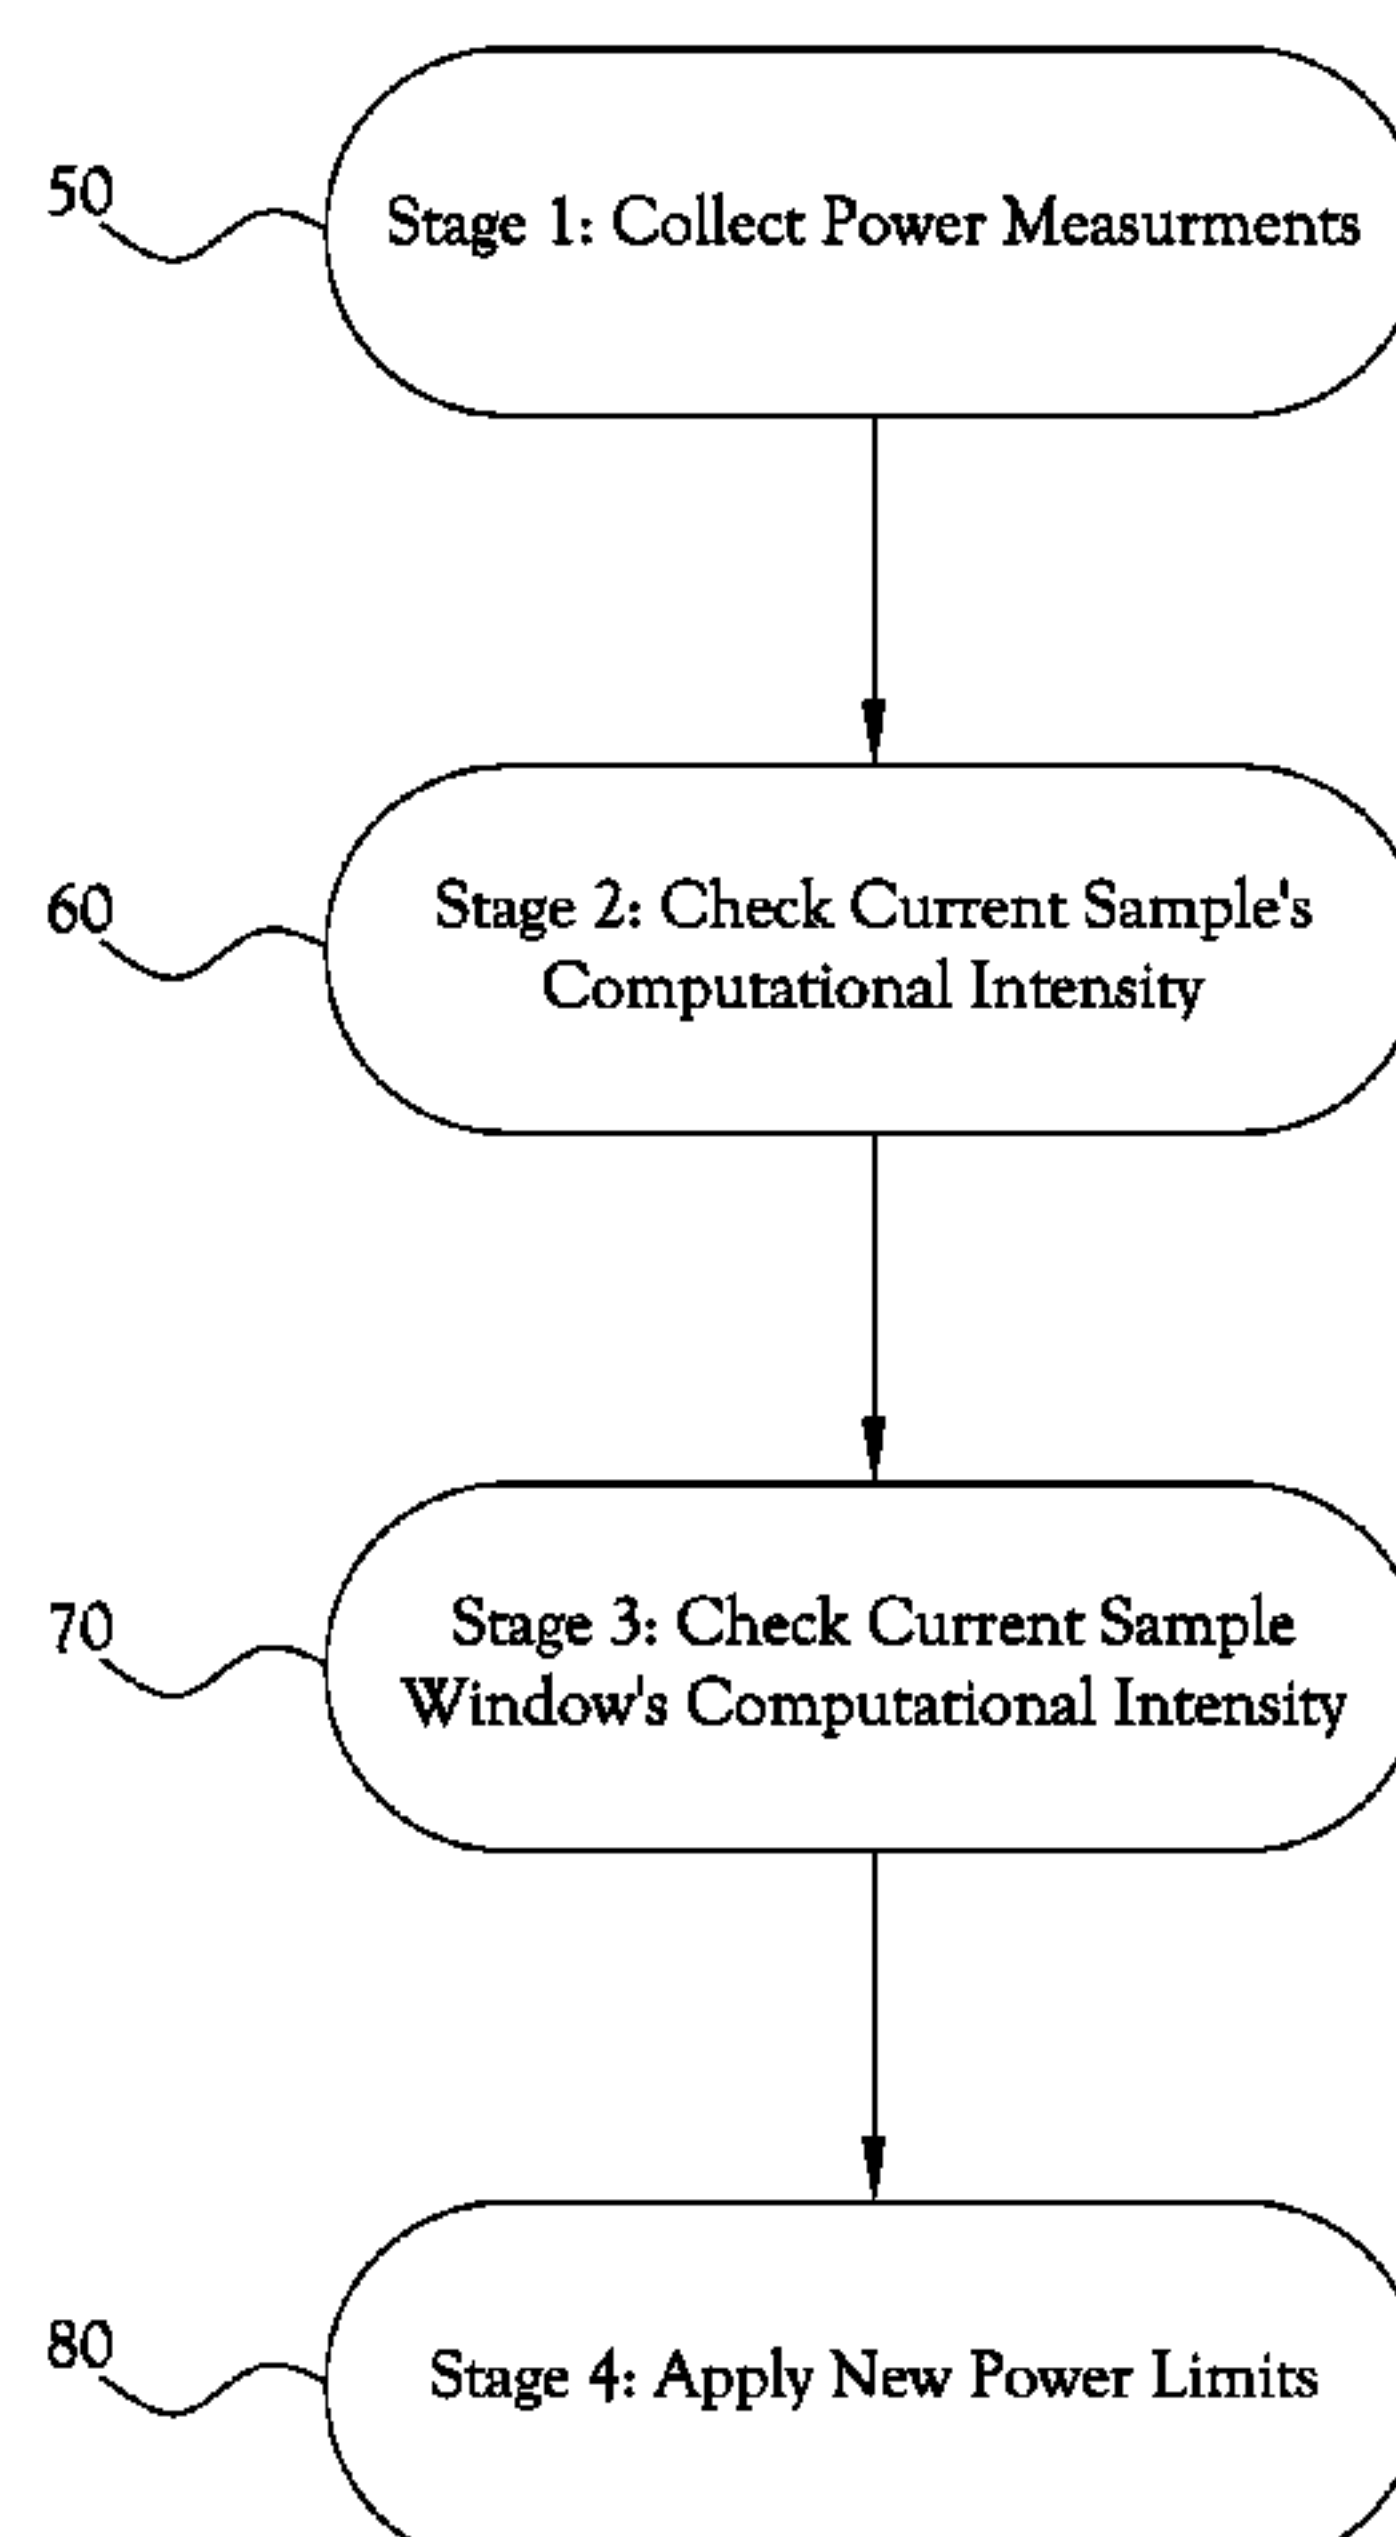 50
Stage 1: Collect Power Measurments
60
Stage 2: Check Current Sample's
Computational Intensity
70
Stage 3: Check Current Sample
Window's Computational Intensity
80
Stage 4: Apply New Power Limits